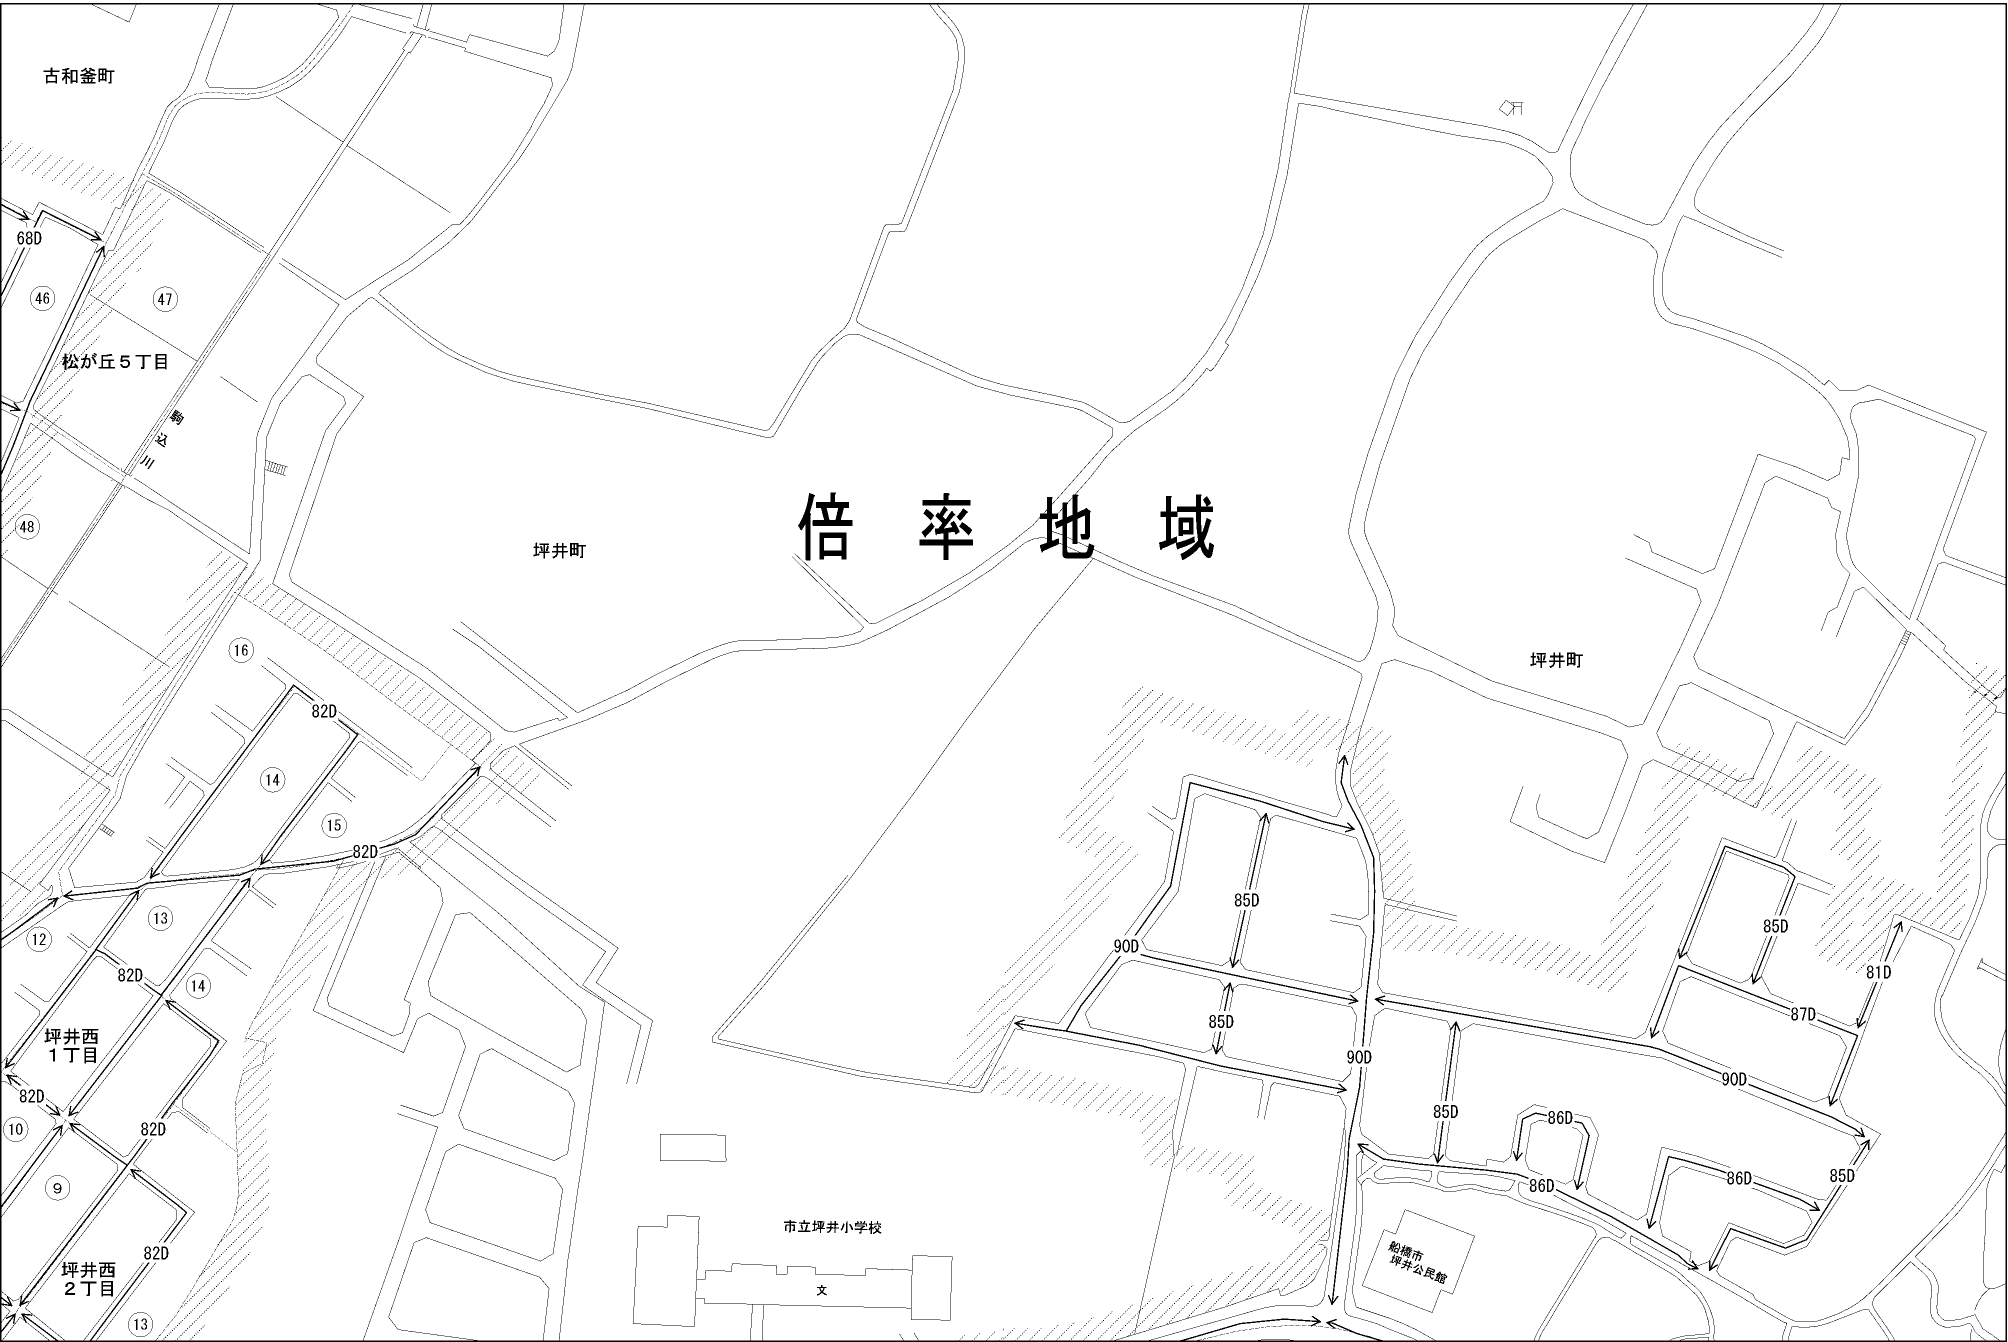 古和釜町
68D
46
47
松が丘５丁目
駒込川
48
倍率地域
坪井町
坪井町
16
82D
14
15
82D
13
12
82D
14
坪井西
１丁目
82D
10
82D
9
82D
坪井西
２丁目
13
85D
90D
85D
90D
85D
81D
87D
90D
85D
86D
86D
86D
85D
市立坪井小学校
文
船橋市
坪井公民館